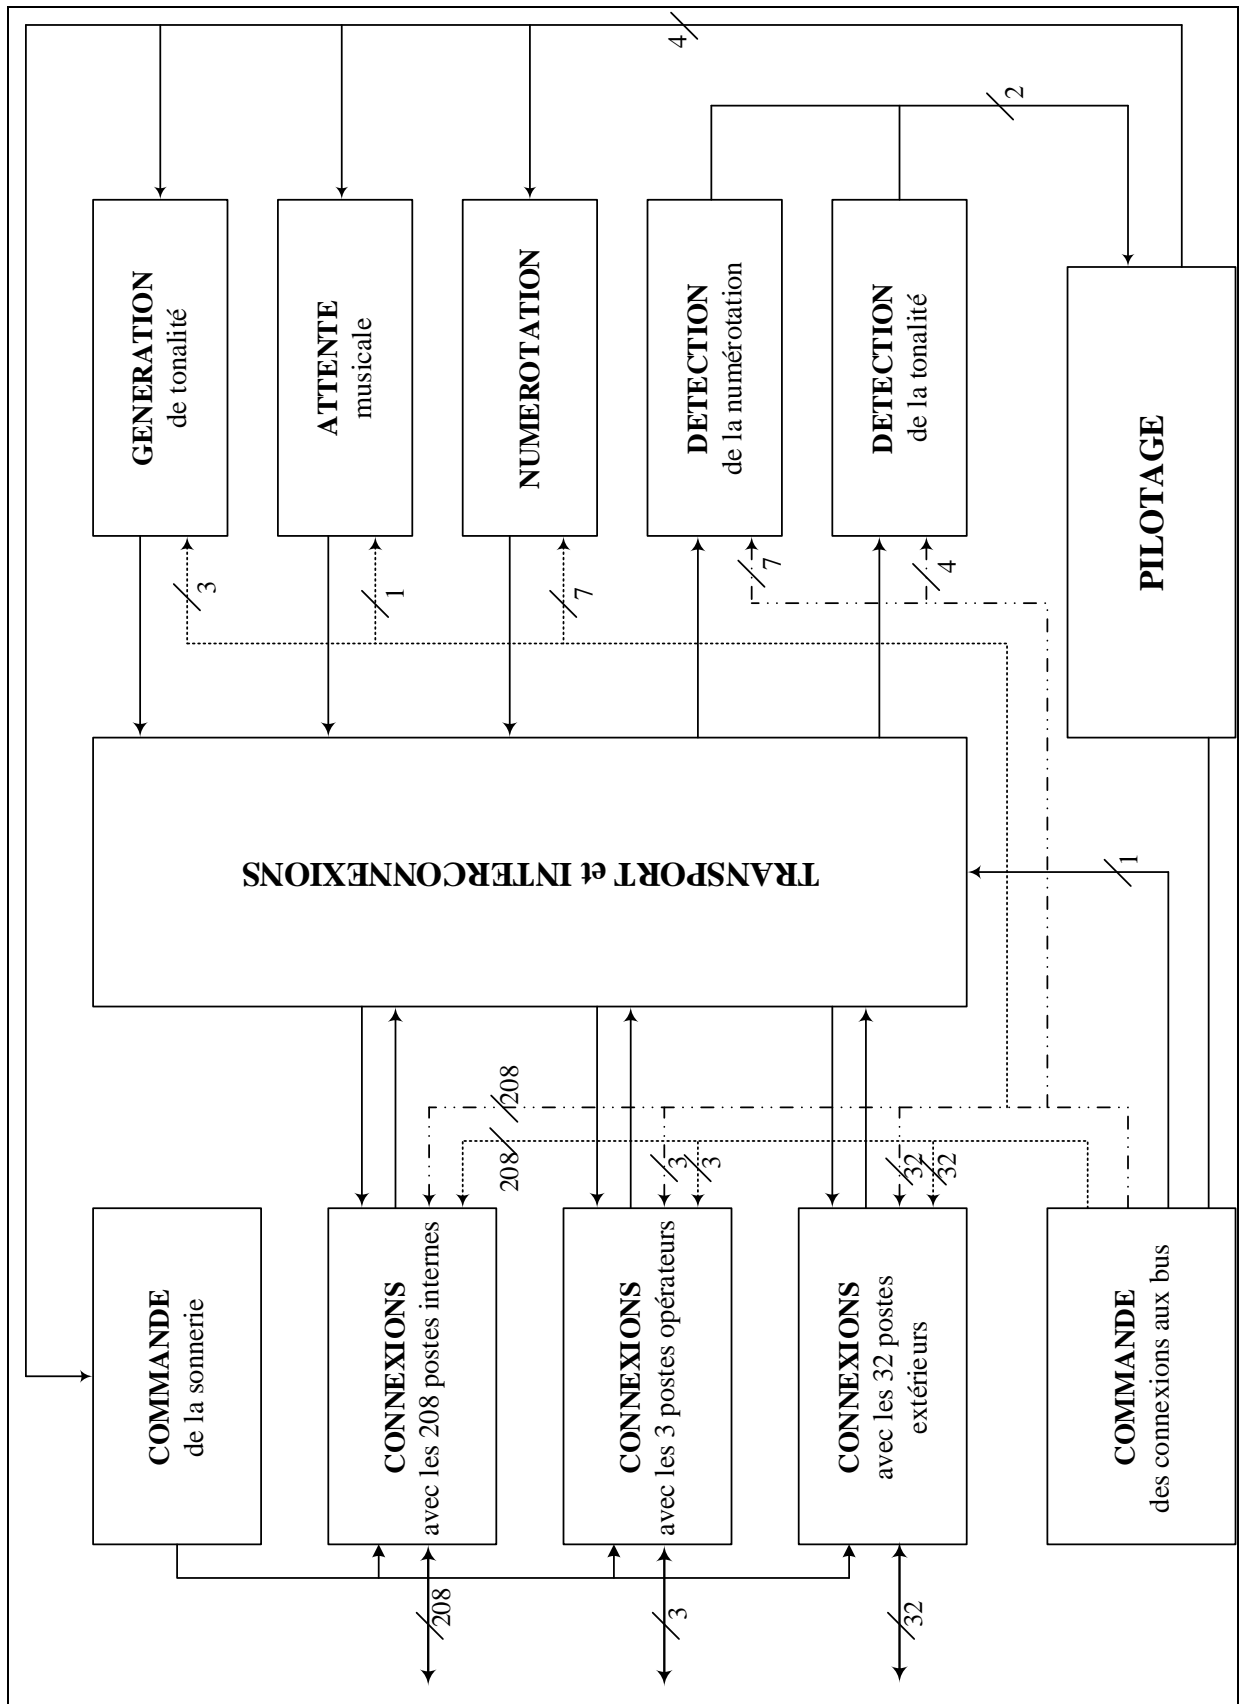 4
2
GENERATION
de tonalité
ATTENTE
musicale
NUMEROTATION
DETECTION
de la numérotation
DETECTION
de la tonalité
PILOTAGE
3
1
7
7
4
TRANSPORT et INTERCONNEXIONS
1
208
208
3
3
32
32
COMMANDE
de la sonnerie
CONNEXIONS
avec les 208 postes internes
CONNEXIONS
avec les 3 postes opérateurs
CONNEXIONS
avec les 32 postes
extérieurs
COMMANDE
des connexions aux bus
208
3
32